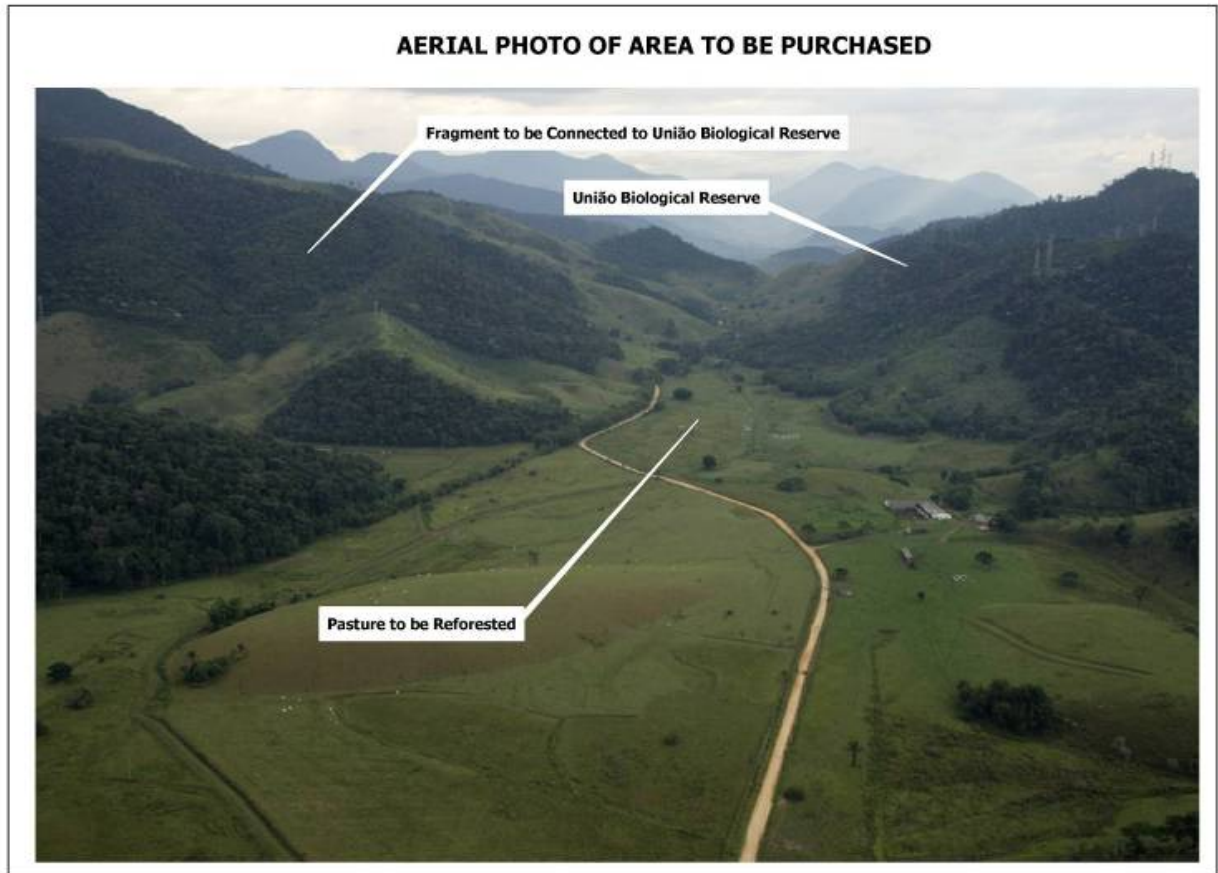 AERIAL PHOTO OF AREA TO BE PURCHASED
Fragment to be Connected to União Biological Reserve
União Biological Reserve
Pasture to be Reforested